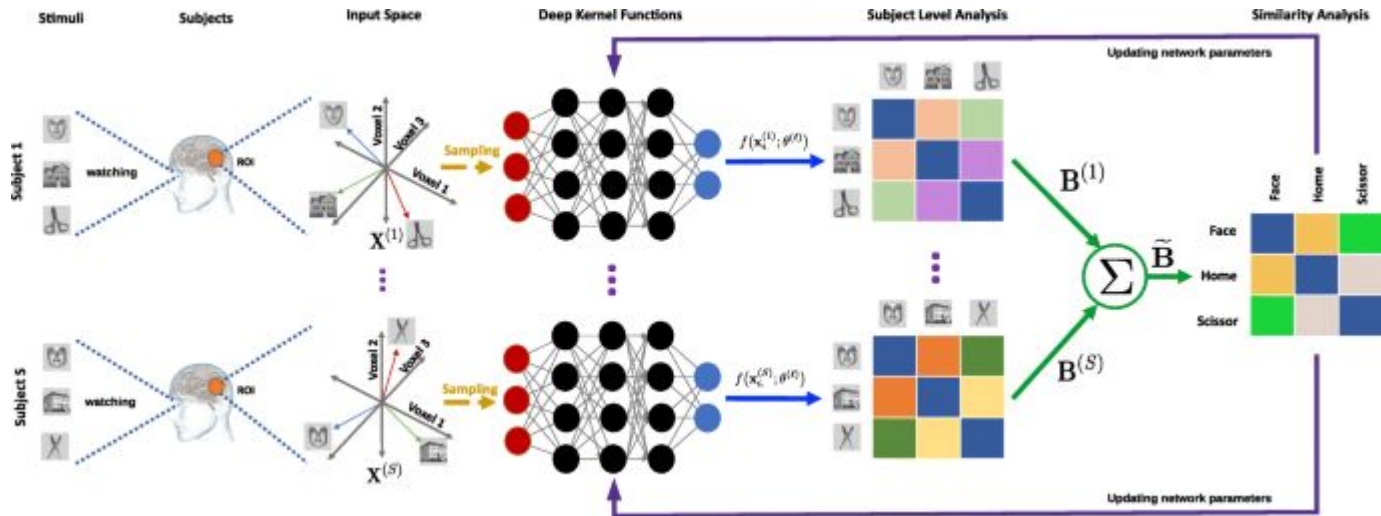 Stimuli Subjects Input Space Deep Kernel Functions Subject Level Analysis Similarity Analysis
Updating network parameters
Subject 1
watching
ROI
Voxel 2
Voxel 3
Voxel 1
X^{(1)}
Sampling
B^{(1)}
Face
Home
Scissor
Face
Home
Scissor
Σ
B̃
Subject S
watching
ROI
Voxel 2
Voxel 3
Voxel 1
X^{(S)}
Sampling
B^{(S)}
Updating network parameters